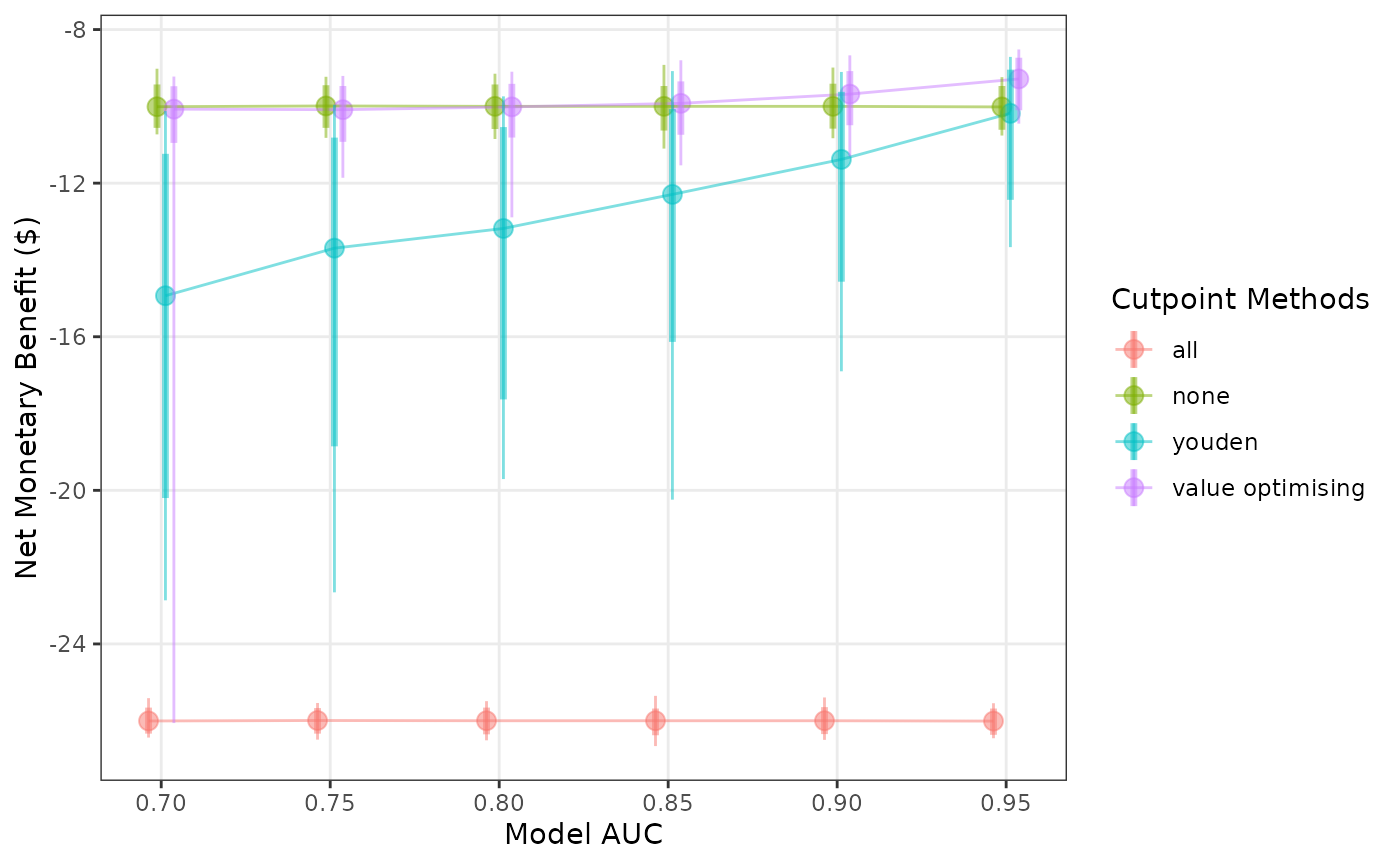 -8
-12
-16
-20
-24
Net Monetary Benefit ($)
0.70 0.75 0.80 0.85 0.90 0.95
Model AUC
Cutpoint Methods
all
none
youden
value optimising